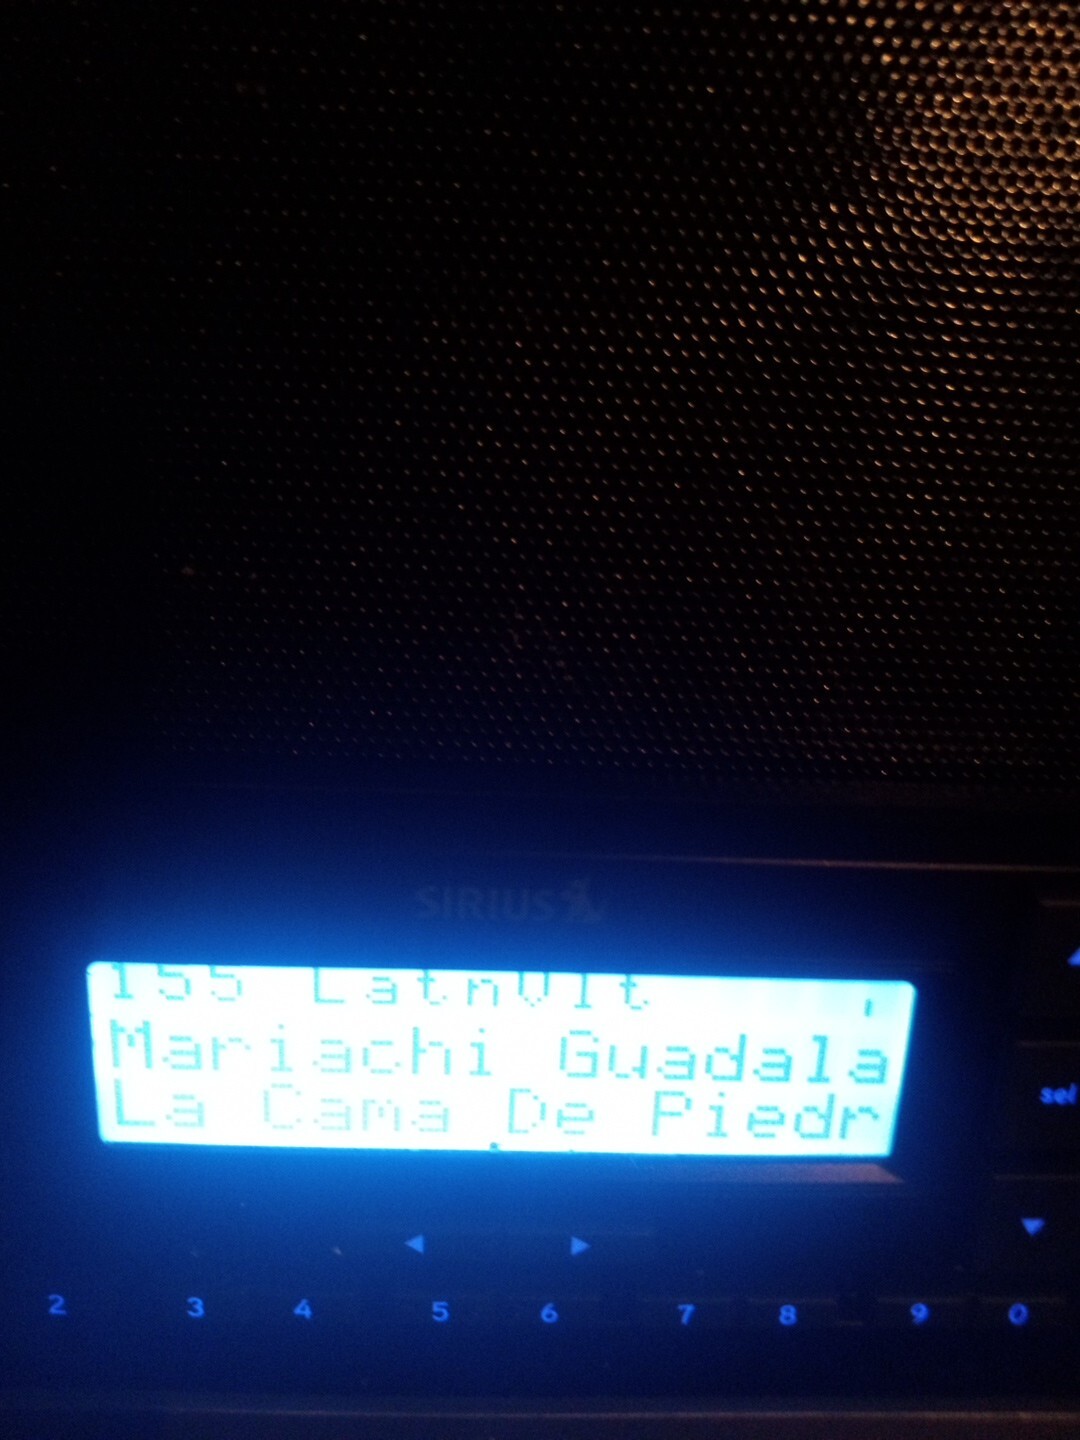 SIRIUS
155 LatnVlt
Mariachi Guadala
La Cama De Piedr
sel
2 3 4 5 6 7 8 9 0